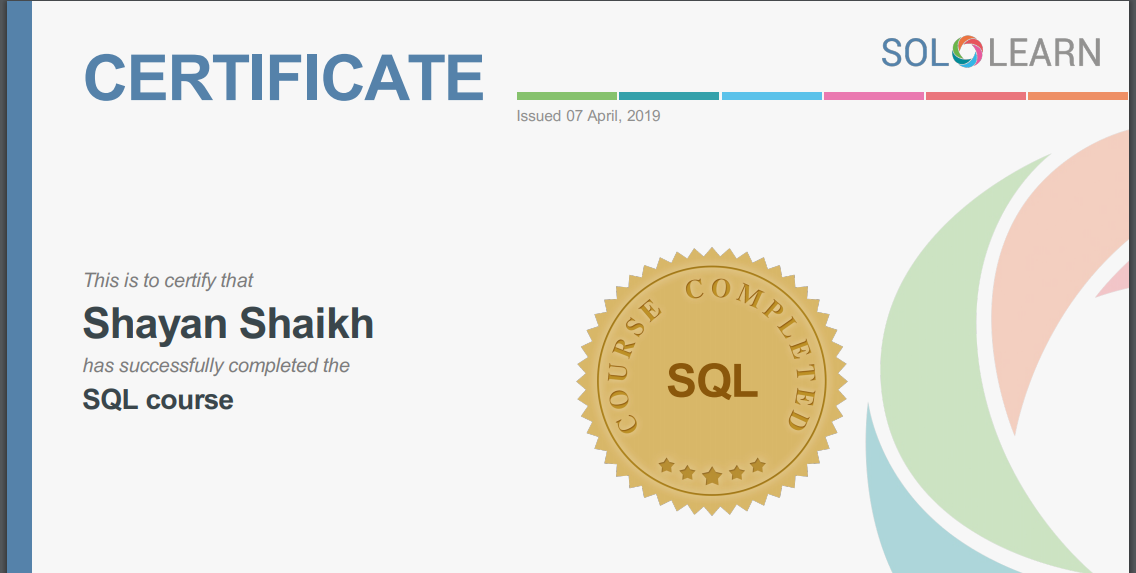 CERTIFICATE
SOLOLEARN
Issued 07 April, 2019
This is to certify that
Shayan Shaikh
has successfully completed the
SQL course
COURSE COMPLETED
SQL